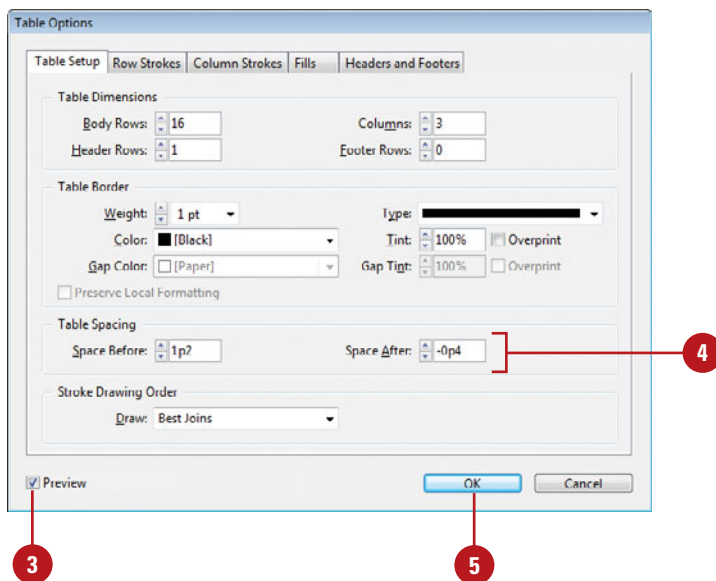 Table Options
Table Setup Row Strokes Column Strokes Fills Headers and Footers
Table Dimensions
Body Rows: 16 Columns: 3
Header Rows: 1 Footer Rows: 0
Table Border
Weight: 1 pt Type:
Color: [Black] Tint: 100% Overprint
Gap Color: [Paper] Gap Tint: 100% Overprint
Preserve Local Formatting
Table Spacing
Space Before: 1p2 Space After: -0p4
4
Stroke Drawing Order
Draw: Best Joins
Preview OK Cancel
3 5